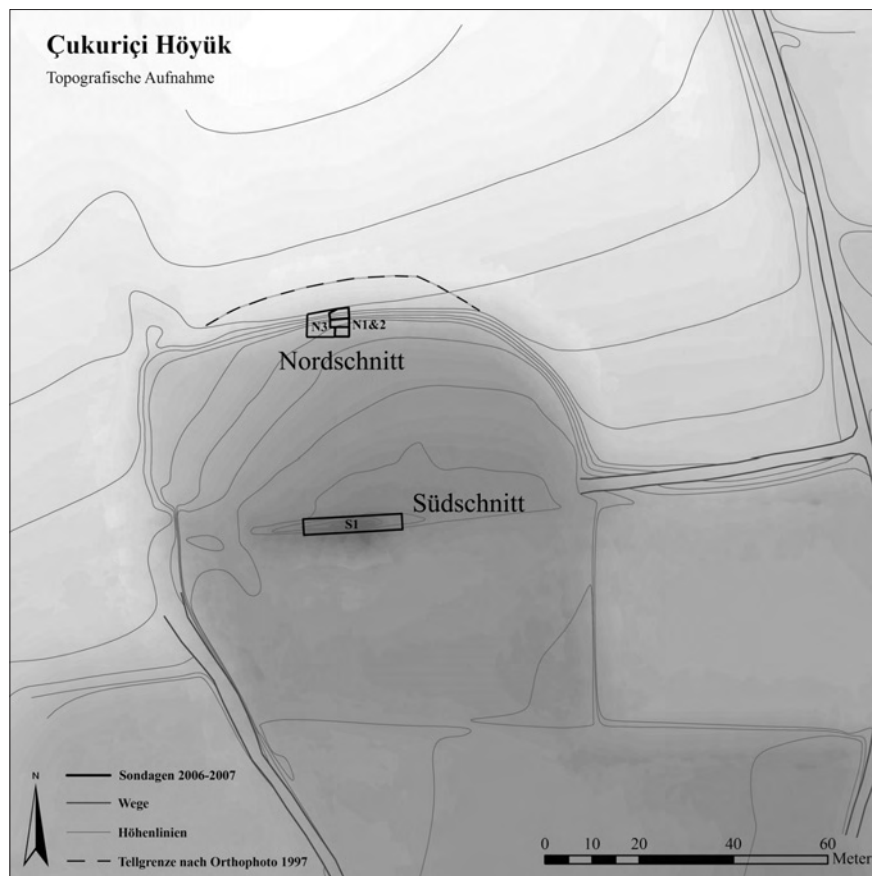 Çukuriçi Höyük
Topografische Aufnahme
N3
N1&2
Nordschnitt
Südschnitt
S1
N
Sondagen 2006-2007
Wege
Höhenlinien
Tellgrenze nach Orthophoto 1997
0 10 20 40 60
Meter